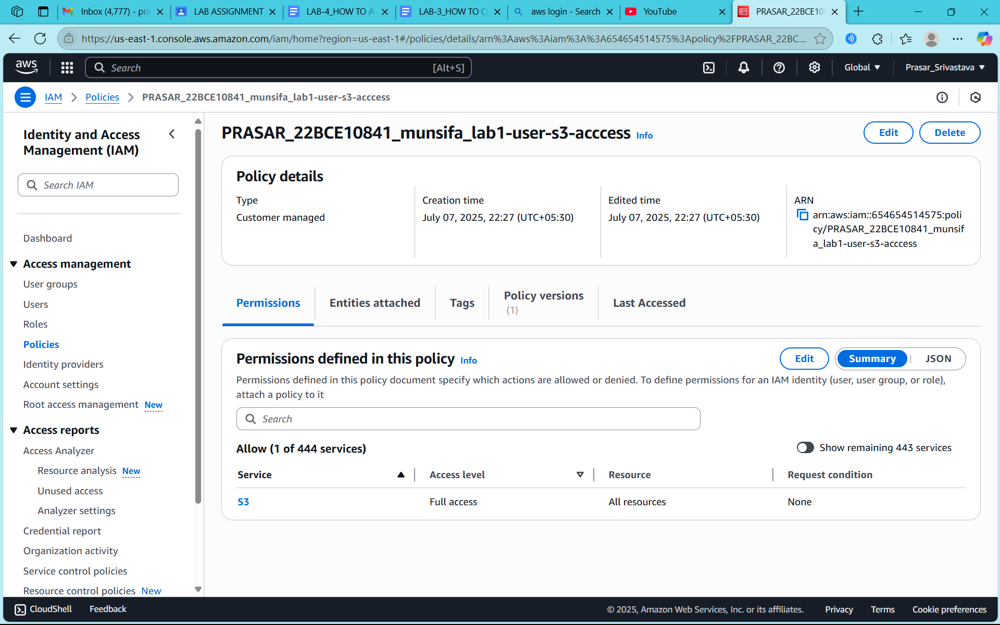 Inbox (4,777) - pra
LAB ASSIGNMENT
LAB-4_HOW TO A
LAB-3_HOW TO C
aws login - Search
YouTube
PRASAR_22BCE10
https://us-east-1.console.aws.amazon.com/iam/home?region=us-east-1#/policies/details/arn%3Aaws%3Aiam%3A%3A654654514575%3Apolicy%2FPRASAR_22BC...
aws
Search
[Alt+S]
Global
Prasar_Srivastava
IAM
Policies
PRASAR_22BCE10841_munsifa_lab1-user-s3-acccess
Identity and Access
Management (IAM)
Search IAM
Dashboard
Access management
User groups
Users
Roles
Policies
Identity providers
Account settings
Root access management New
Access reports
Access Analyzer
Resource analysis New
Unused access
Analyzer settings
Credential report
Organization activity
Service control policies
Resource control policies New
PRASAR_22BCE10841_munsifa_lab1-user-s3-acccess Info
Edit
Delete
Policy details
Type
Customer managed
Creation time
July 07, 2025, 22:27 (UTC+05:30)
Edited time
July 07, 2025, 22:27 (UTC+05:30)
ARN
arn:aws:iam::654654514575:poli
cy/PRASAR_22BCE10841_munsif
a_lab1-user-s3-acccess
Permissions
Entities attached
Tags
Policy versions
(1)
Last Accessed
Permissions defined in this policy Info
Edit
Summary
JSON
Permissions defined in this policy document specify which actions are allowed or denied. To define permissions for an IAM identity (user, user group, or role),
attach a policy to it
Search
Allow (1 of 444 services)
Show remaining 443 services
Service
Access level
Resource
Request condition
S3
Full access
All resources
None
CloudShell
Feedback
© 2025, Amazon Web Services, Inc. or its affiliates.
Privacy
Terms
Cookie preferences